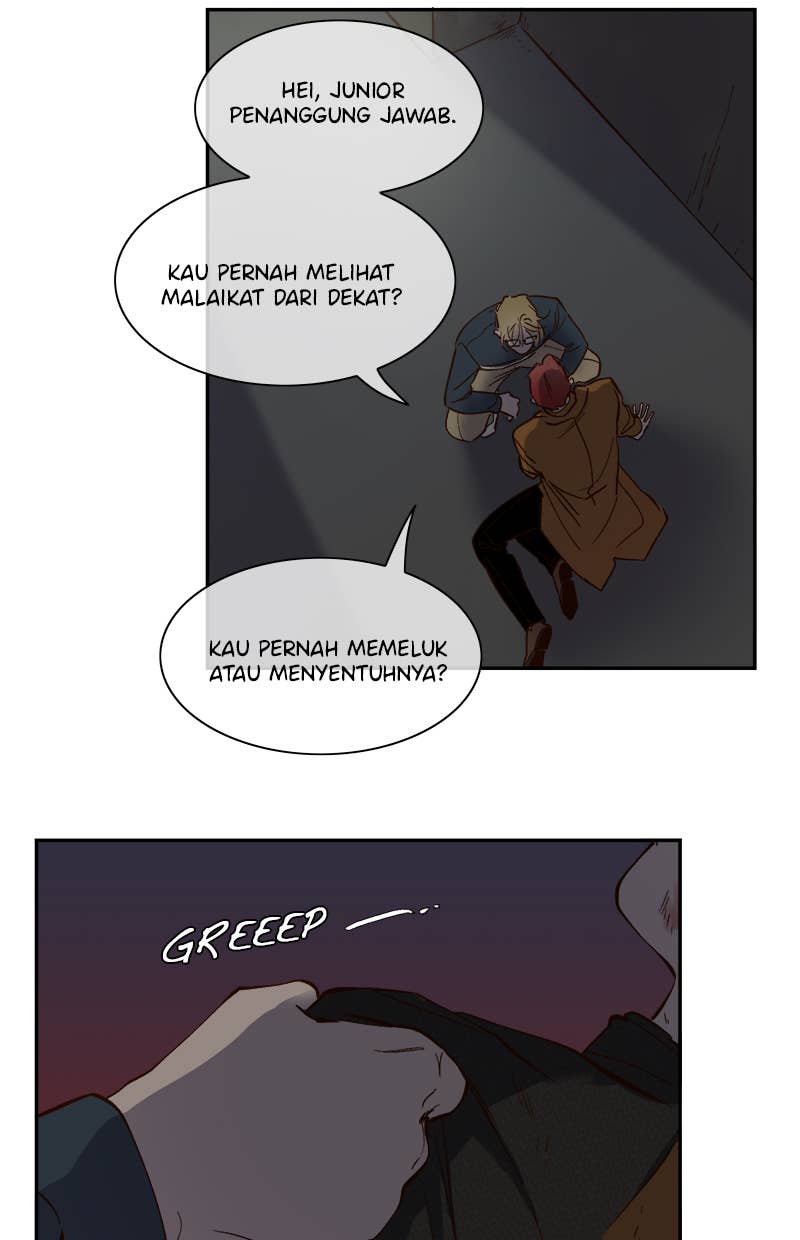 HEI, JUNIOR
PENANGGUNG JAWAB.
KAU PERNAH MELIHAT
MALAIKAT DARI DEKAT?
KAU PERNAH MEMELUK
ATAU MENYENTUHNYA?
GREEEP